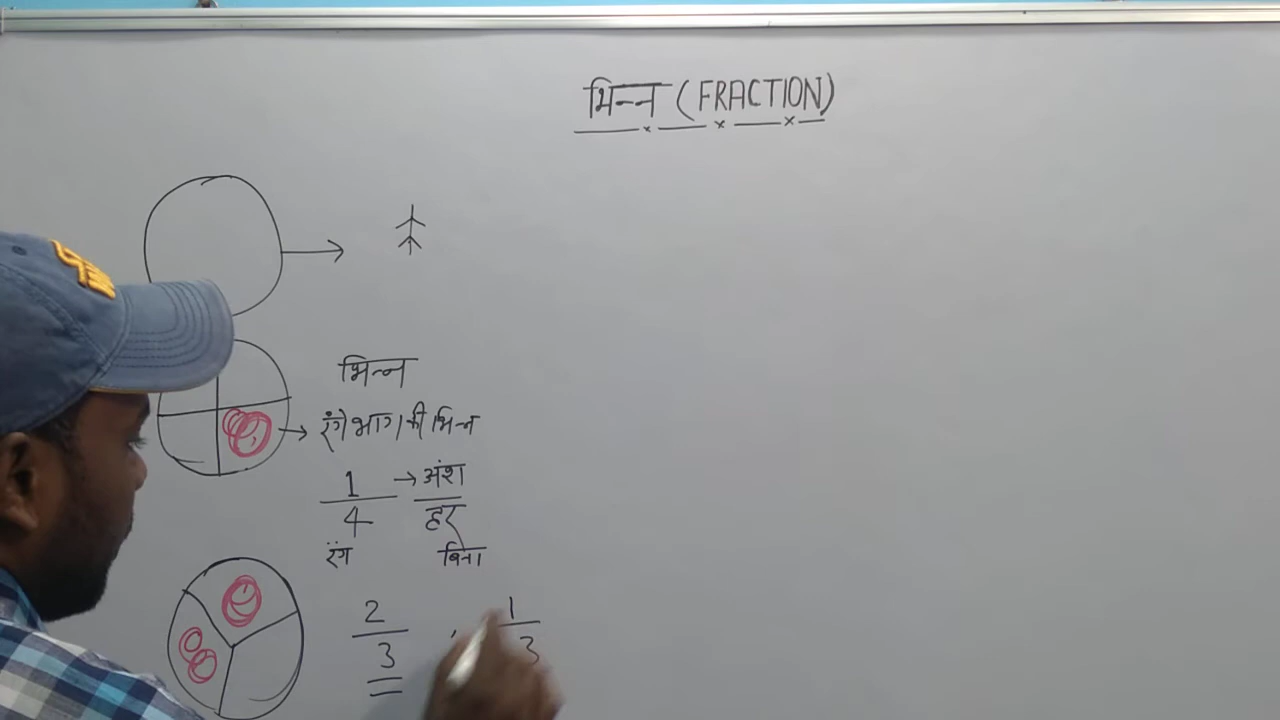 भिन्न (FRACTION)
भिन्न
रंगे भाग की भिन्न
1/4 → अंश/हर
रंग बिना
2/3 , 1/3